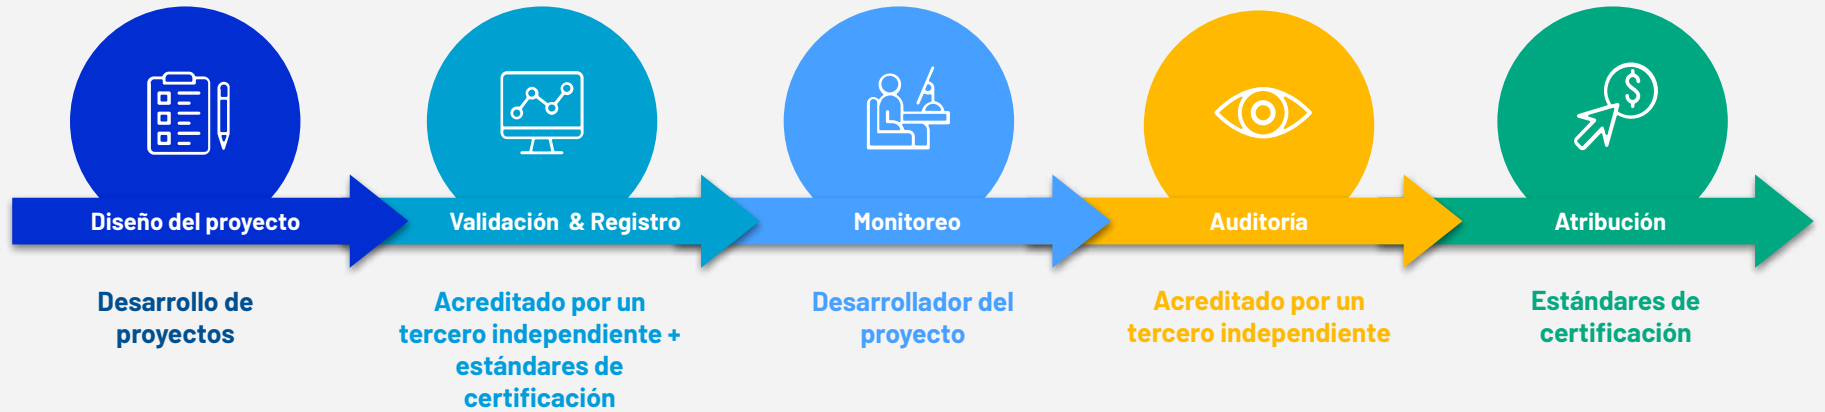 Diseño del proyecto
Validación & Registro
Monitoreo
Auditoría
Atribución
Desarrollo de
proyectos
Acreditado por un
tercero independiente +
estándares de
certificación
Desarrollador del
proyecto
Acreditado por un
tercero independiente
Estándares de
certificación
$